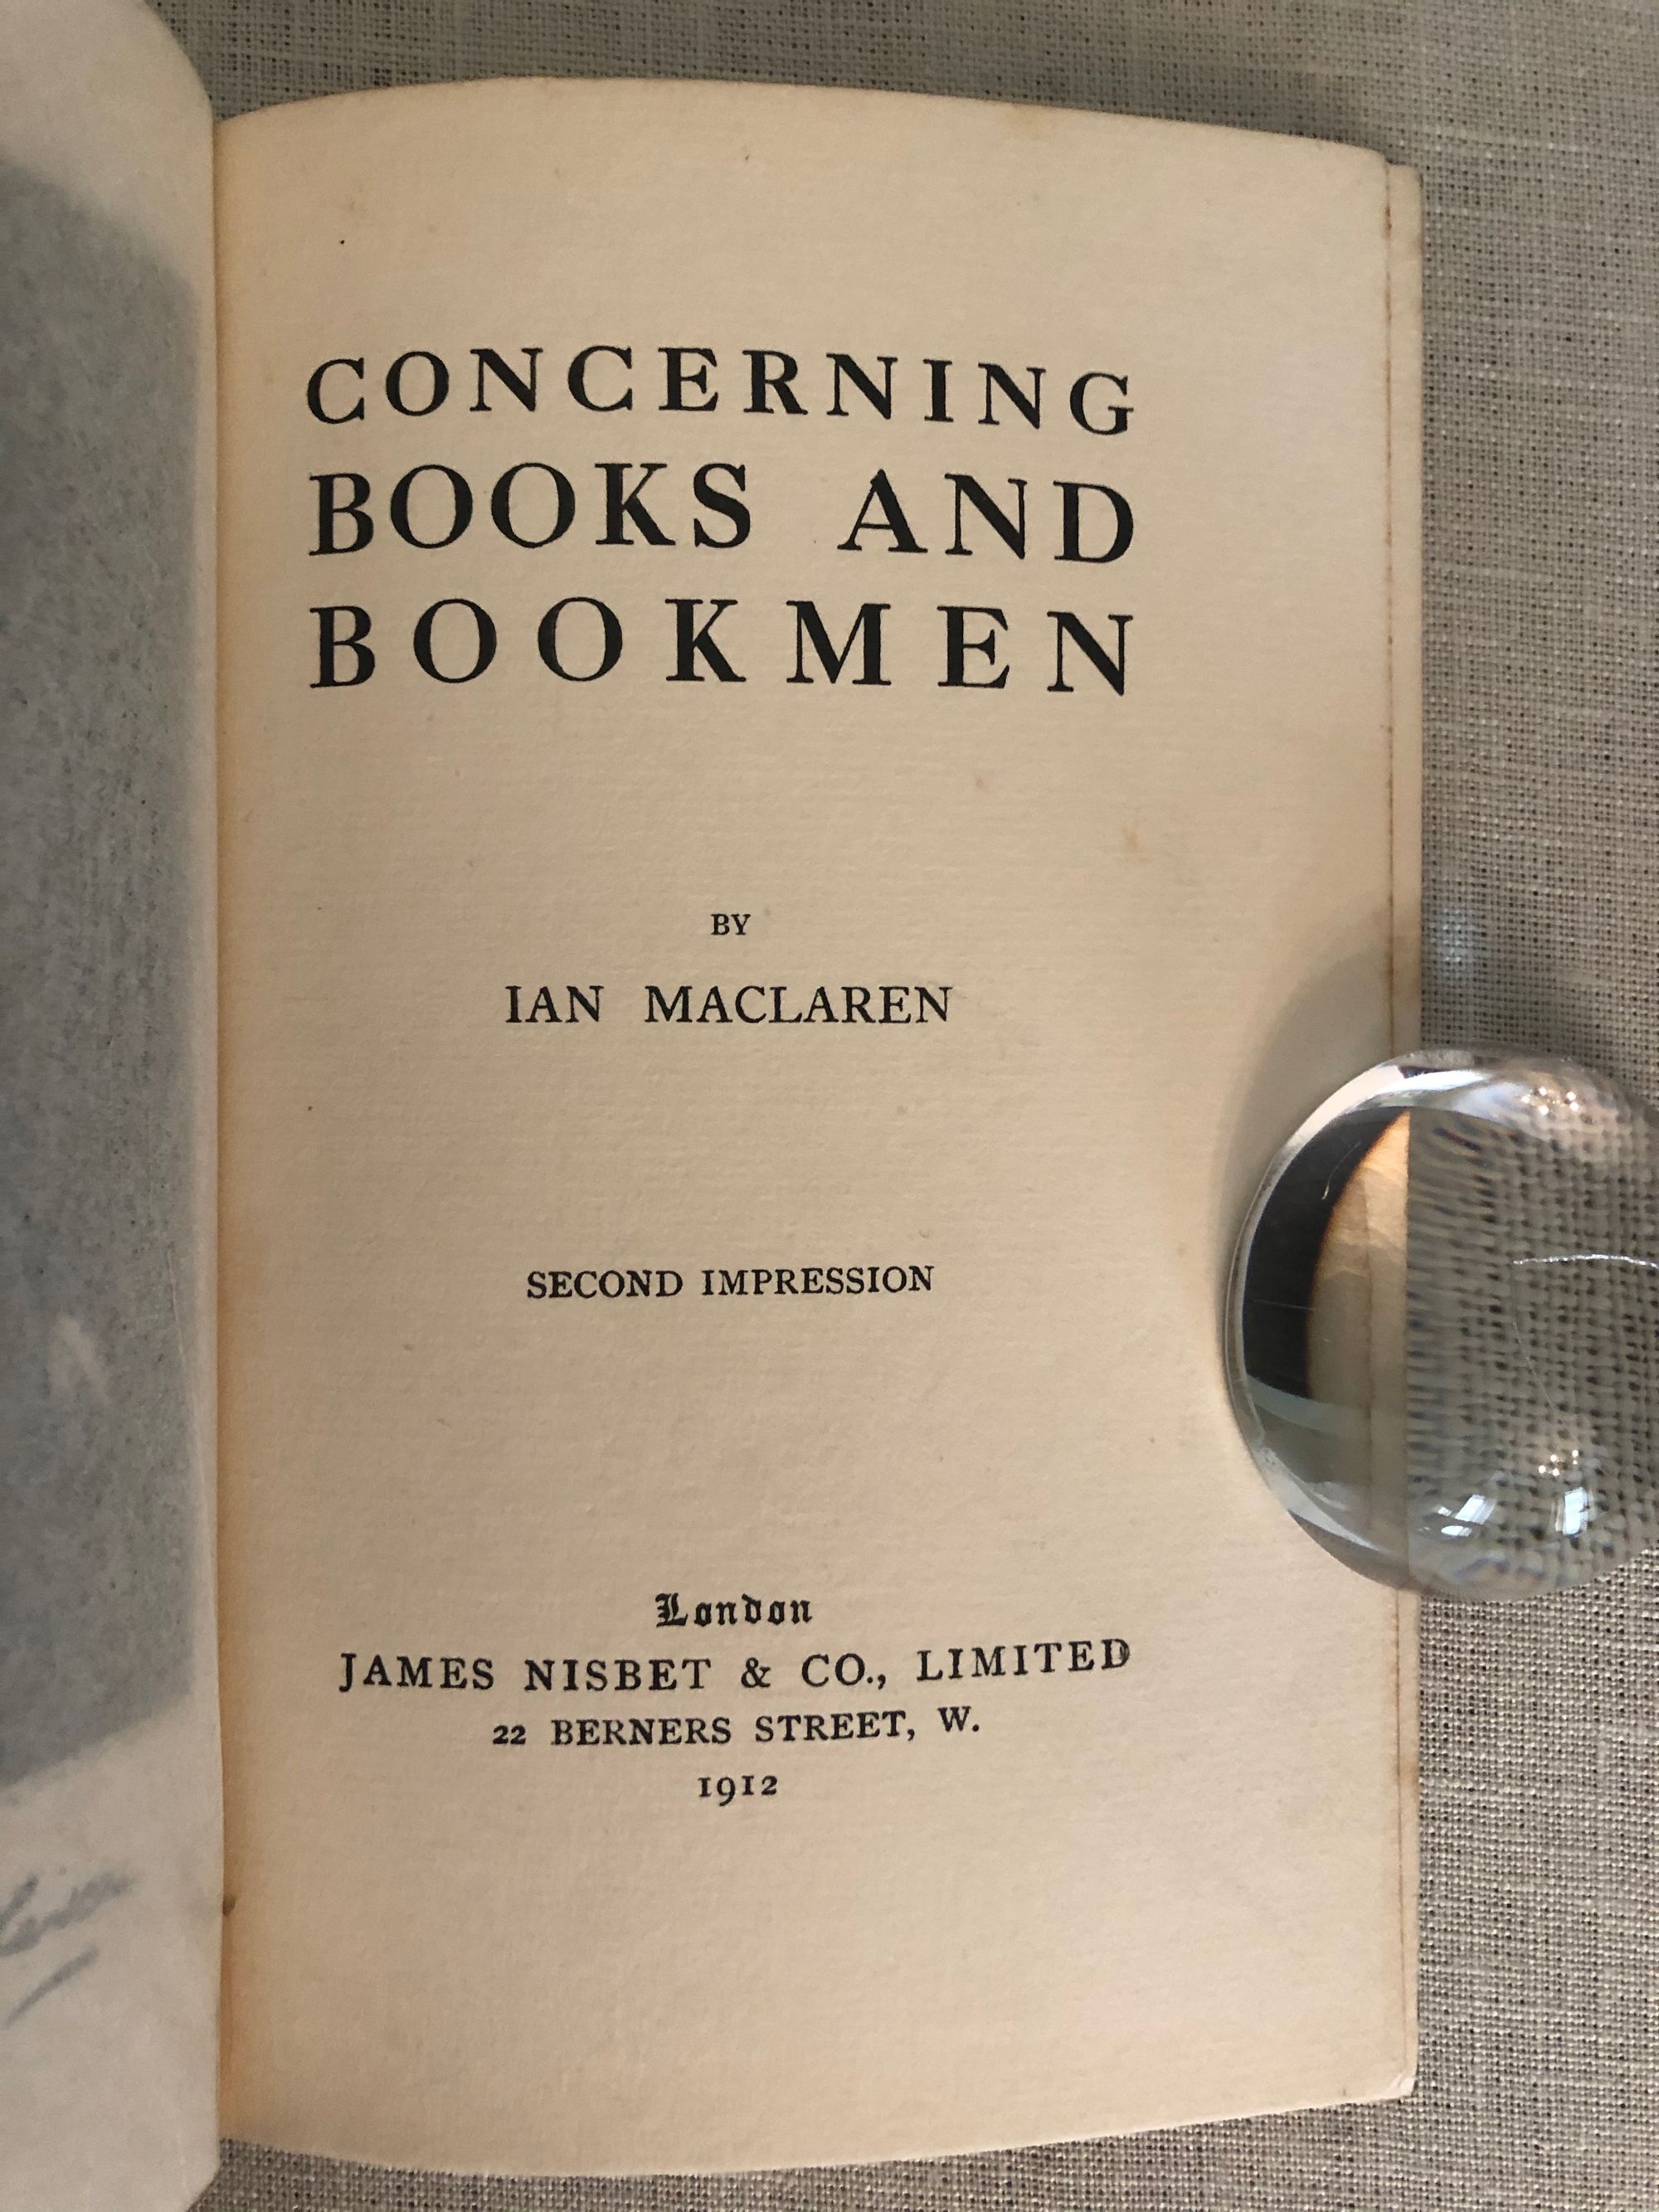 CONCERNING
BOOKS AND
BOOKMEN
BY
IAN MACLAREN
SECOND IMPRESSION
London
JAMES NISBET & CO., LIMITED
22 BERNERS STREET, W.
1912